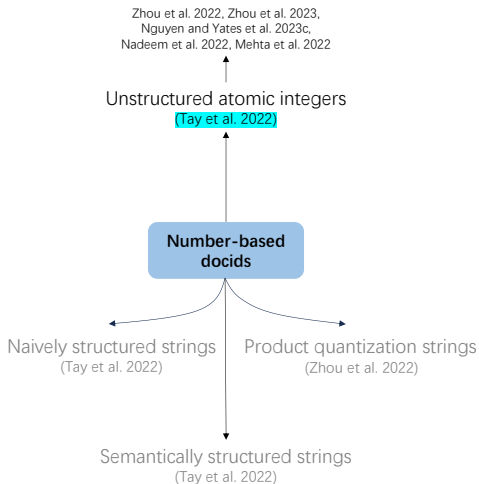 Zhou et al. 2022, Zhou et al. 2023,
Nguyen and Yates et al. 2023c,
Nadeem et al. 2022, Mehta et al. 2022
Unstructured atomic integers
(Tay et al. 2022)
Number-based
docids
Naively structured strings
(Tay et al. 2022)
Product quantization strings
(Zhou et al. 2022)
Semantically structured strings
(Tay et al. 2022)